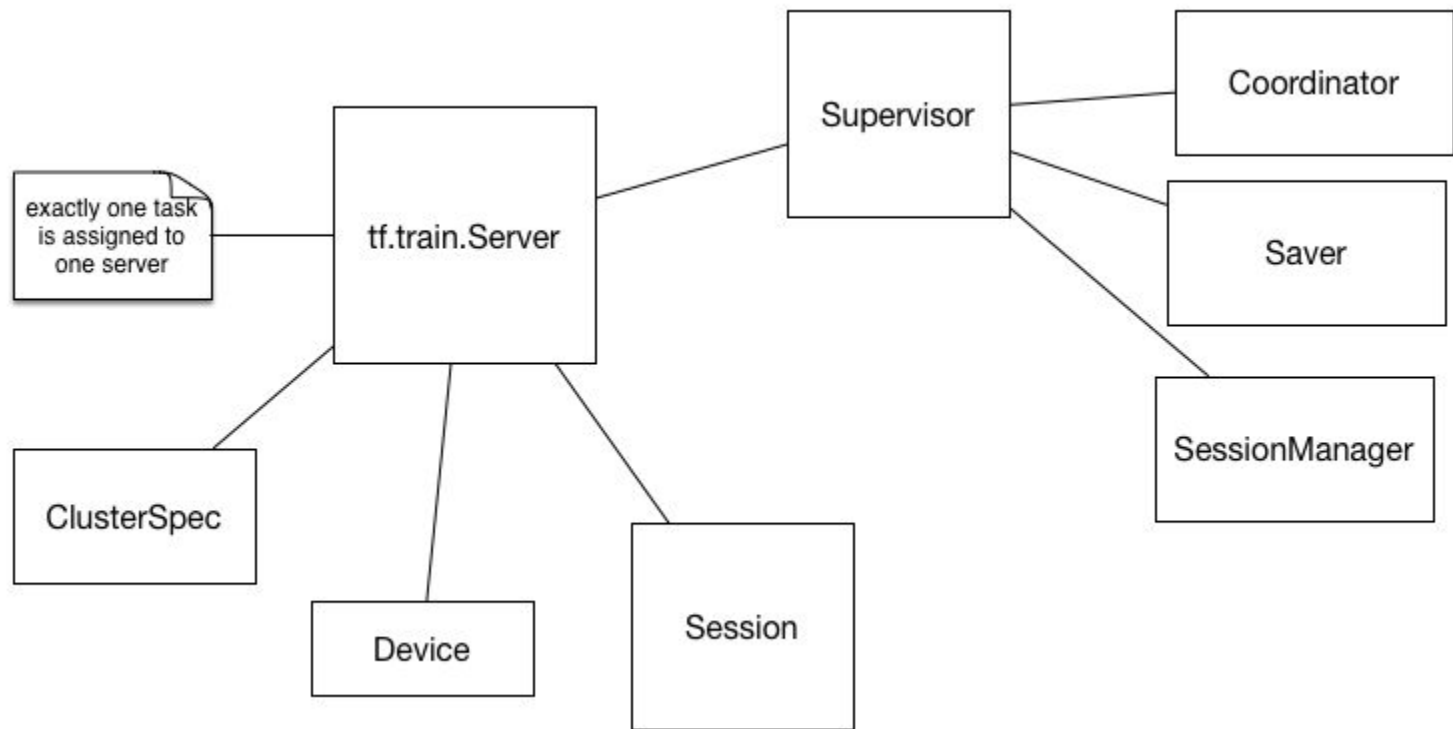 Coordinator
Supervisor
exactly one task
is assigned to
one server
tf.train.Server
Saver
SessionManager
ClusterSpec
Session
Device